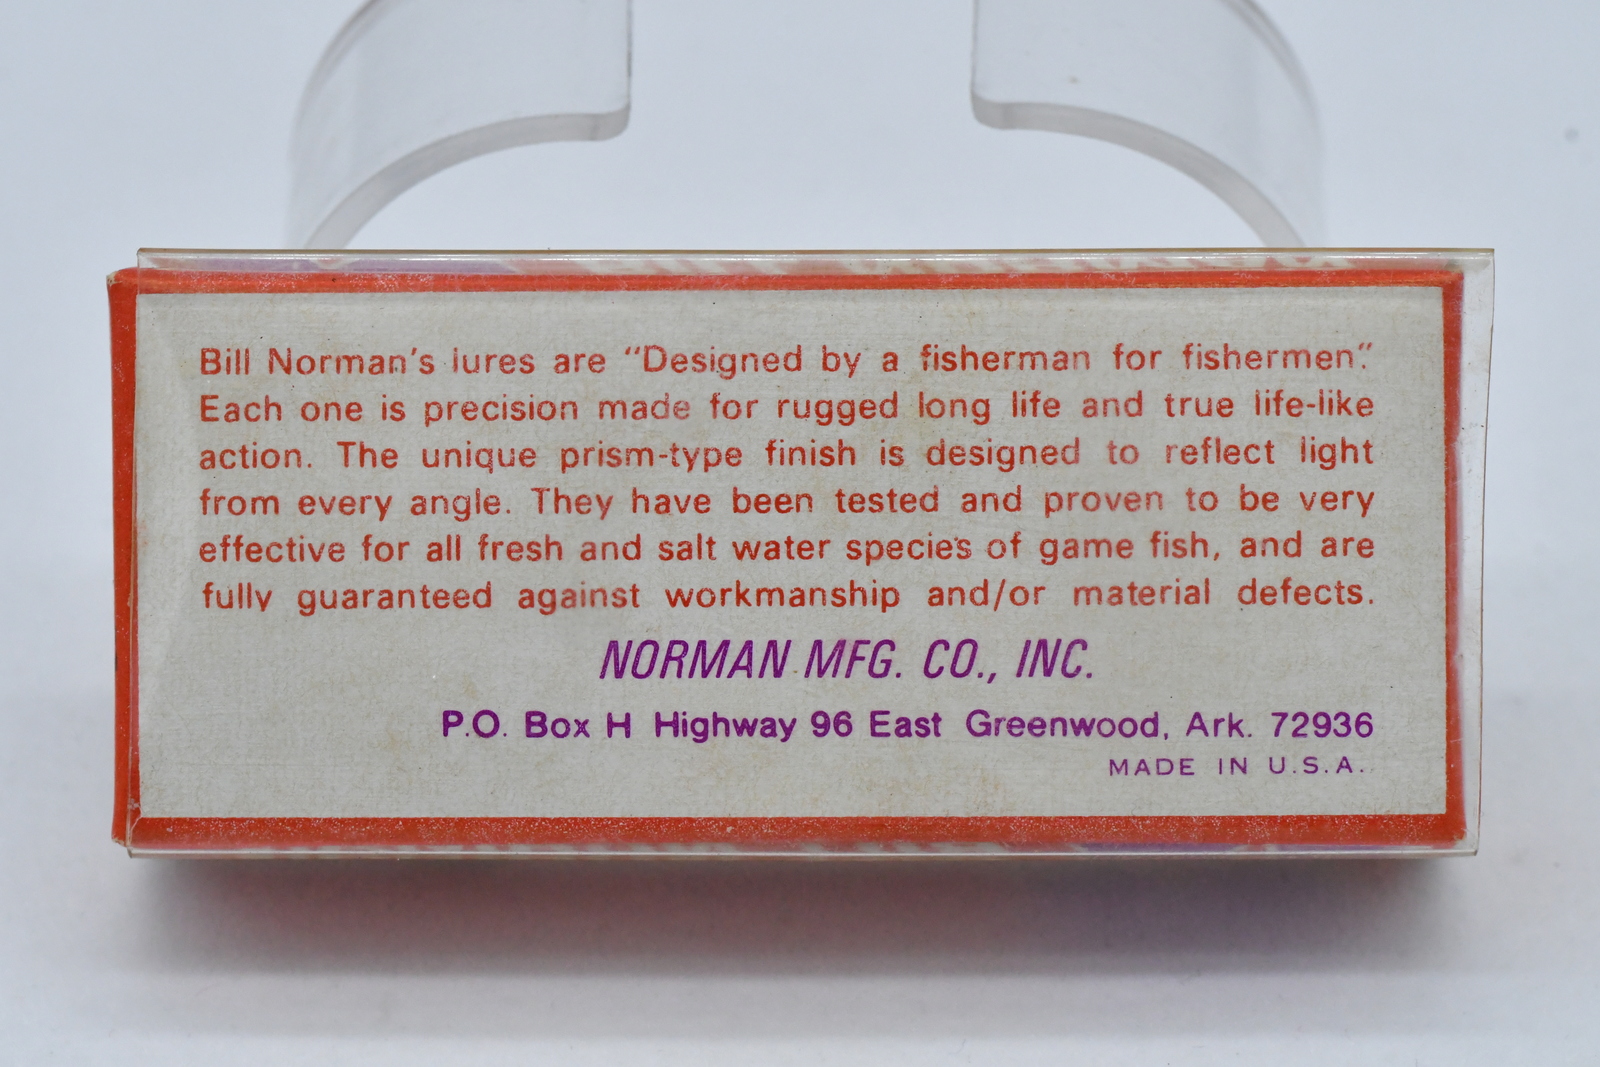 Bill Norman's lures are “Designed by a fisherman for fishermen.”
Each one is precision made for rugged long life and true life-like
action. The unique prism-type finish is designed to reflect light
from every angle. They have been tested and proven to be very
effective for all fresh and salt water species of game fish, and are
fully guaranteed against workmanship and/or material defects.
NORMAN MFG. CO., INC.
P.O. Box H Highway 96 East Greenwood, Ark. 72936
MADE IN U.S.A.